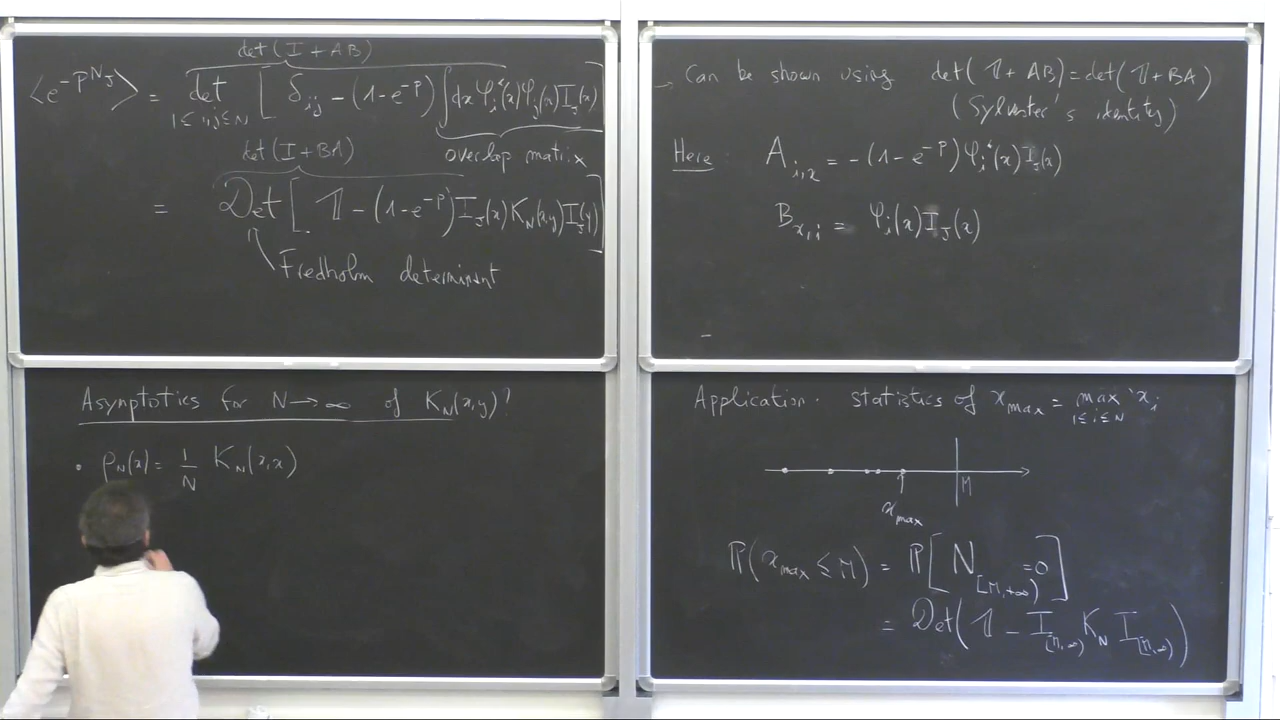 det(I + AB)
⟨e^{-p N_J}⟩ = det_{1≤i,j≤N} [ δ_{ij} - (1-e^{-p}) ∫dx φ_i^*(x) φ_j(x) I_J(x) ]
det(I+BA)
overlap matrix
= Det [ 𝟙 - (1-e^{-p}) I_J(x) K_N(x,y) I_J(y) ]
Fredholm determinant
→ Can be shown using det(𝟙 + AB) = det(𝟙 + BA)
(Sylvester's identity)
Here: A_{i,x} = -(1-e^{-p}) φ_i^*(x) I_J(x)
B_{x,i} = φ_i(x) I_J(x)
Asymptotics for N→∞ of K_N(x,y)?
• ρ_N(x) = 1/N K_N(x,x)
Application: statistics of x_max = max_{1≤i≤N} x_i
M
x_max
ℙ(x_max ≤ M) = ℙ[ N_{[M,+∞)} = 0 ]
= Det(𝟙 - I_{[M,∞)} K_N I_{[M,∞)})